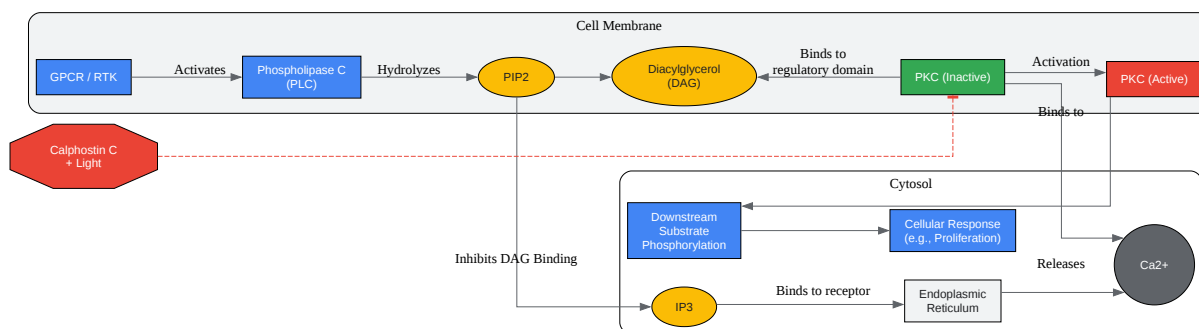 Cell Membrane
GPCR / RTK
Activates
Phospholipase C
(PLC)
Hydrolyzes
PIP2
Diacylglycerol
(DAG)
Binds to
regulatory domain
PKC (Inactive)
Activation
PKC (Active)
Binds to
Calphostin C
+ Light
Inhibits DAG Binding
Cytosol
Downstream
Substrate
Phosphorylation
Cellular Response
(e.g., Proliferation)
Releases
Ca2+
IP3
Binds to receptor
Endoplasmic
Reticulum